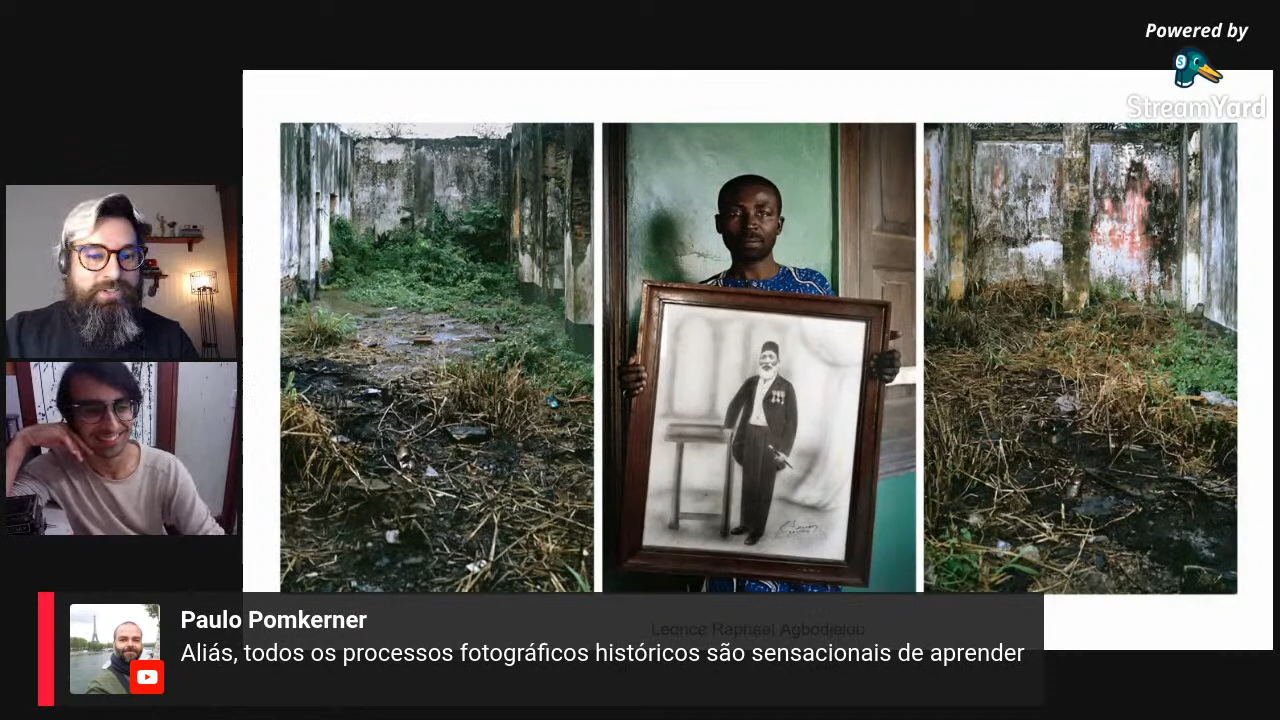 Powered by
StreamYard
Leonce Raphael Agbodjelou
Paulo Pomkerner
Aliás, todos os processos fotográficos históricos são sensacionais de aprender